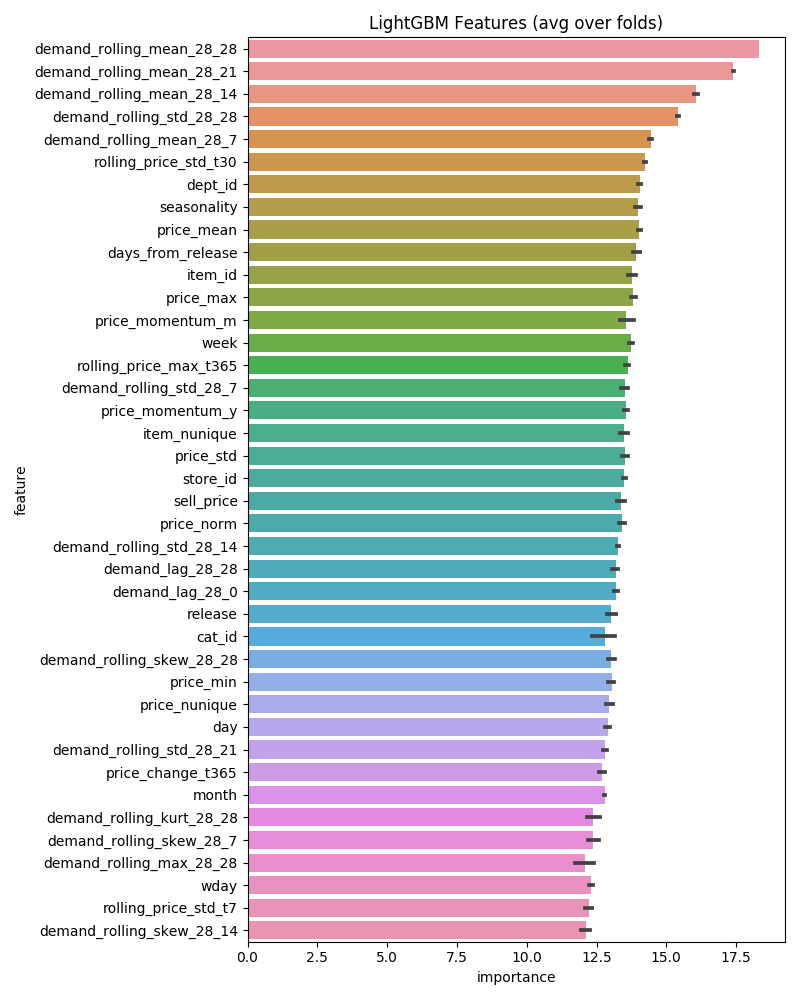 LightGBM Features (avg over folds)
demand_rolling_mean_28_28
demand_rolling_mean_28_21
demand_rolling_mean_28_14
demand_rolling_std_28_28
demand_rolling_mean_28_7
rolling_price_std_t30
dept_id
seasonality
price_mean
days_from_release
item_id
price_max
price_momentum_m
week
rolling_price_max_t365
demand_rolling_std_28_7
price_momentum_y
item_nunique
price_std
store_id
sell_price
price_norm
demand_rolling_std_28_14
demand_lag_28_28
demand_lag_28_0
release
cat_id
demand_rolling_skew_28_28
price_min
price_nunique
day
demand_rolling_std_28_21
price_change_t365
month
demand_rolling_kurt_28_28
demand_rolling_skew_28_7
demand_rolling_max_28_28
wday
rolling_price_std_t7
demand_rolling_skew_28_14
feature
0.0 2.5 5.0 7.5 10.0 12.5 15.0 17.5
importance